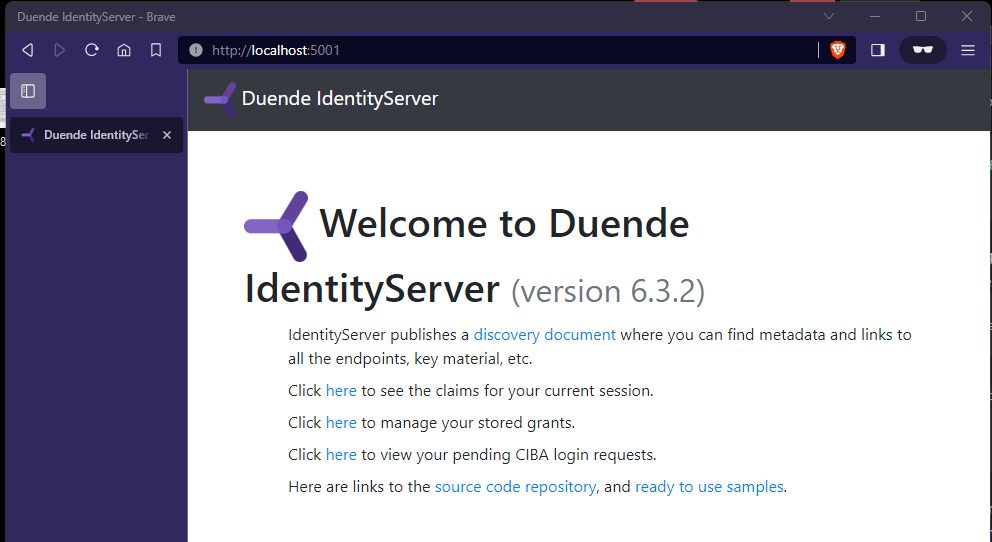 Duende IdentityServer - Brave
http://localhost:5001
Duende IdentityServer
Duende IdentitySer
8
Welcome to Duende
IdentityServer (version 6.3.2)
IdentityServer publishes a discovery document where you can find metadata and links to
all the endpoints, key material, etc.
Click here to see the claims for your current session.
Click here to manage your stored grants.
Click here to view your pending CIBA login requests.
Here are links to the source code repository, and ready to use samples.